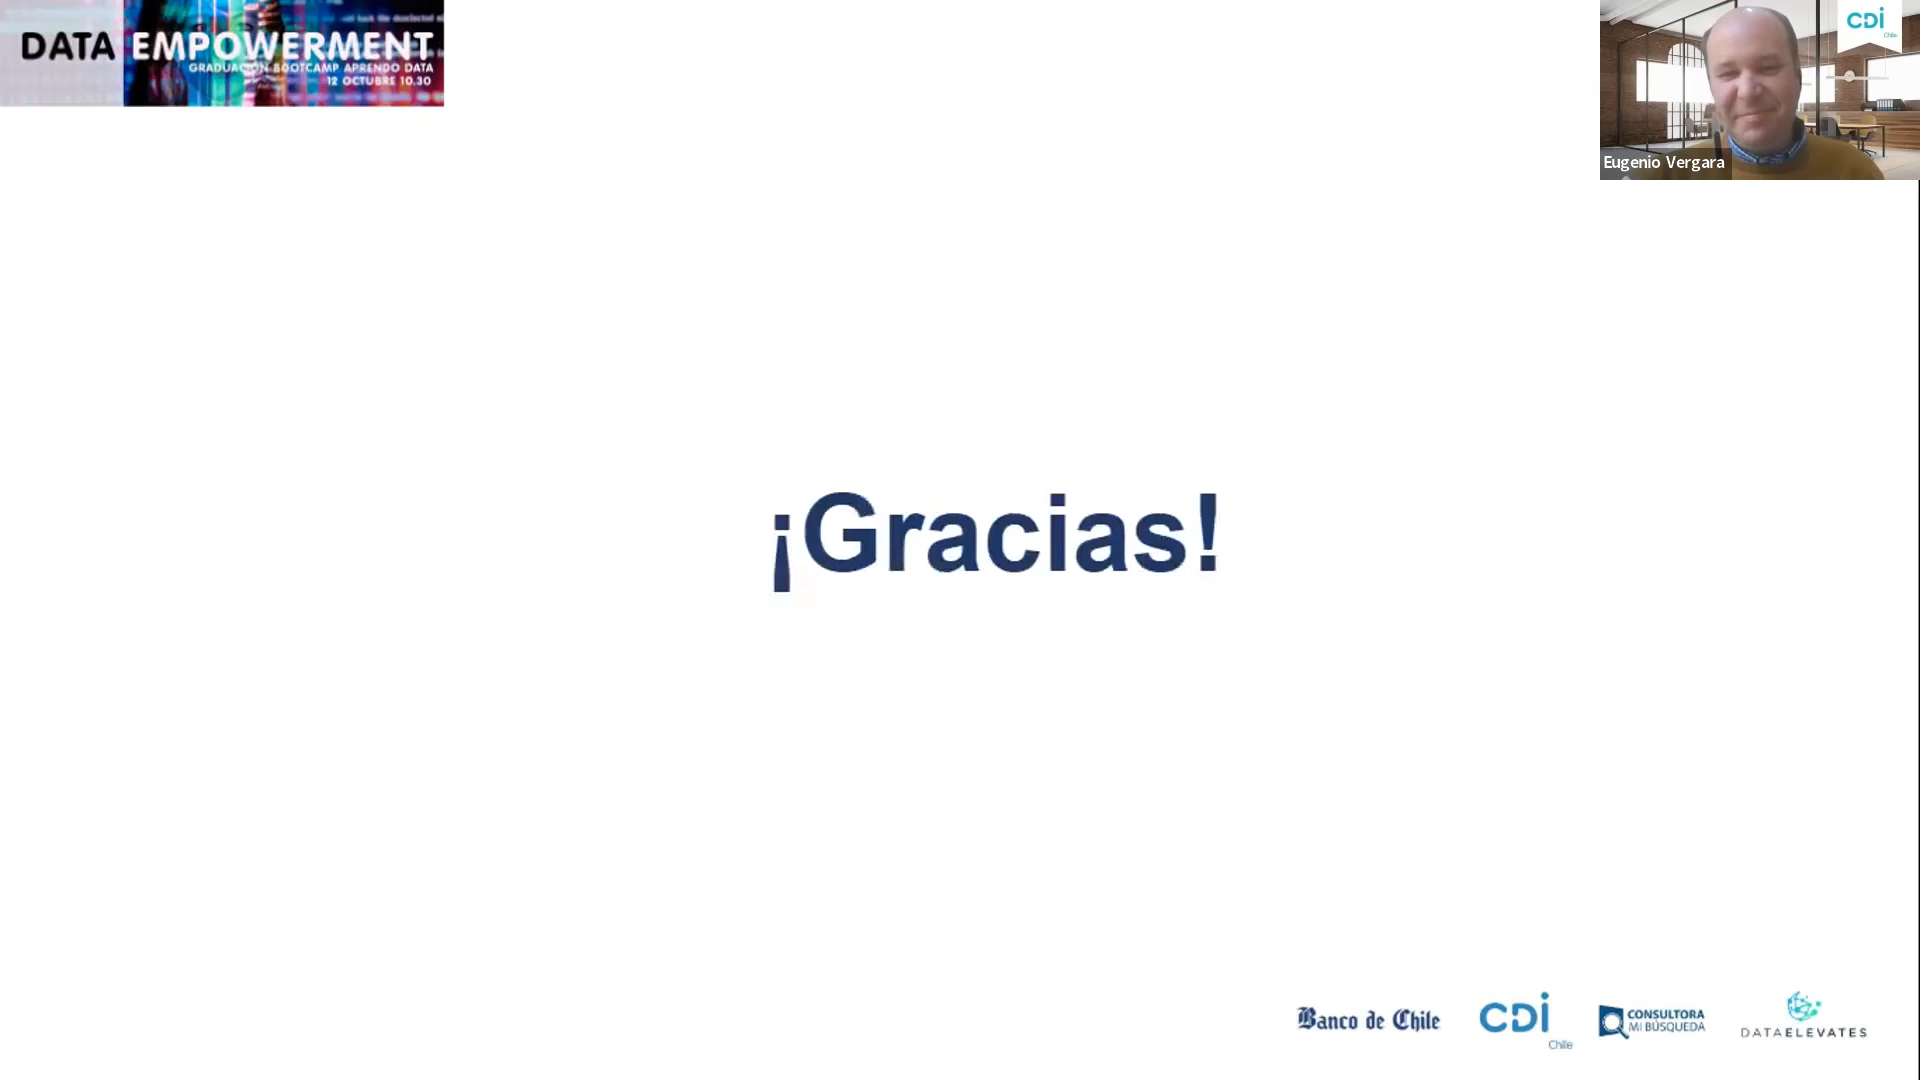 DATA EMPOWERMENT
GRADUACIÓN BOOTCAMP APRENDO DATA
12 OCTUBRE 10.30
CDI
Chile
Eugenio Vergara
¡Gracias!
Banco de Chile
CDI
Chile
CONSULTORA
MI BÚSQUEDA
DATAELEVATES